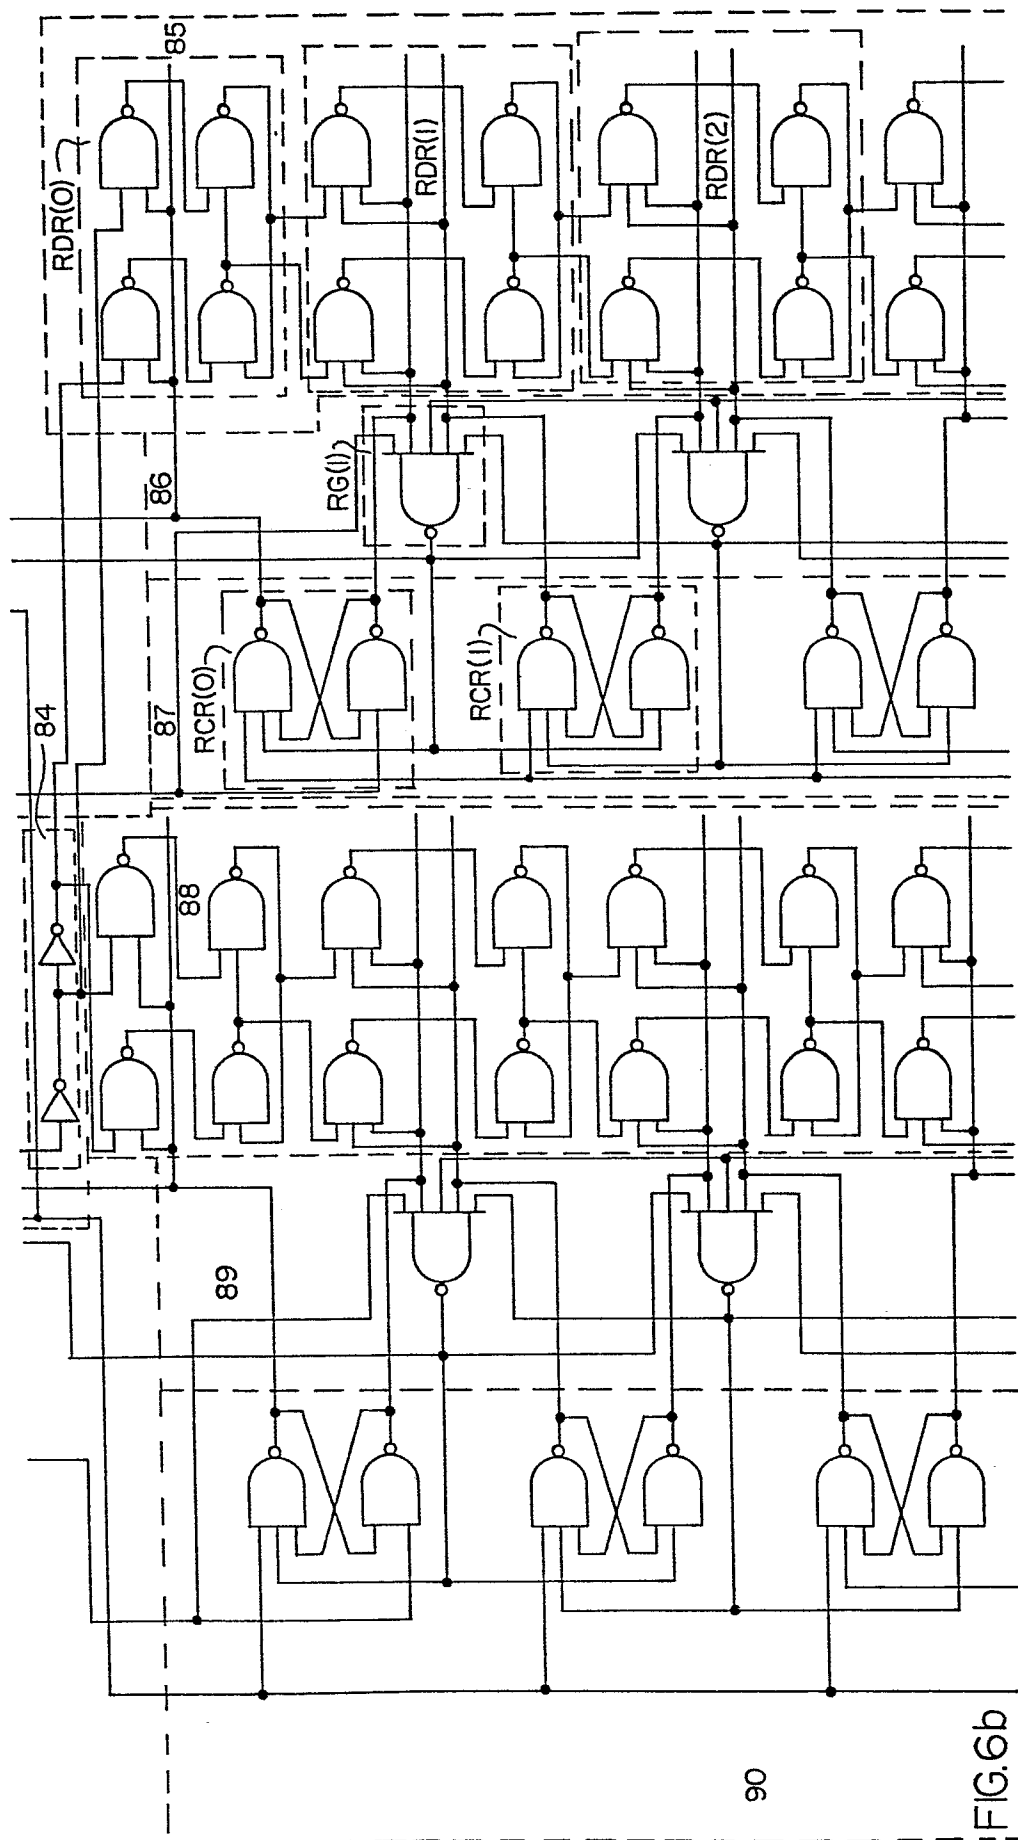 85
RDR(0)
RDR(1)
RDR(2)
86
RG(1)
84
87
RCR(0)
RCR(1)
88
89
90
FIG.6b